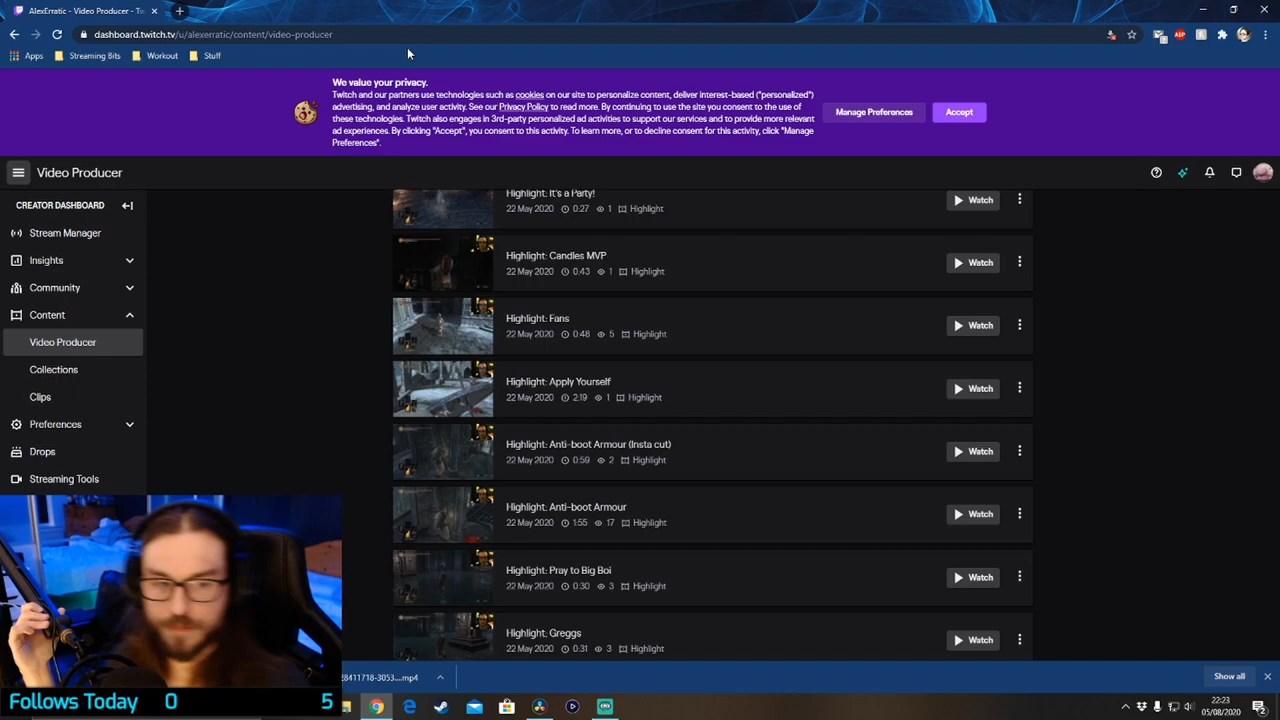 AlexErratic - Video Producer - Tw
dashboard.twitch.tv/u/alexerratic/content/video-producer
Apps Streaming Bits Workout Stuff
We value your privacy.
Twitch and our partners use technologies such as cookies on our site to personalize content, deliver interest-based ("personalized")
advertising, and analyze user activity. See our Privacy Policy to read more. By continuing to use the site you consent to the use of
these technologies. Twitch also engages in 3rd-party personalized ad activities to support our services and to provide more relevant
ad experiences. By clicking "Accept", you consent to this activity. To learn more, or to decline consent for this activity, click "Manage
Preferences".
Manage Preferences
Accept
Video Producer
CREATOR DASHBOARD
Stream Manager
Insights
Community
Content
Video Producer
Collections
Clips
Preferences
Drops
Streaming Tools
Highlight: It's a Party!
22 May 2020 0:27 1 Highlight
Watch
Highlight: Candles MVP
22 May 2020 0:43 1 Highlight
Watch
Highlight: Fans
22 May 2020 0:48 5 Highlight
Watch
Highlight: Apply Yourself
22 May 2020 2:19 1 Highlight
Watch
Highlight: Anti-boot Armour (Insta cut)
22 May 2020 0:59 2 Highlight
Watch
Highlight: Anti-boot Armour
22 May 2020 1:55 17 Highlight
Watch
Highlight: Pray to Big Boi
22 May 2020 0:30 3 Highlight
Watch
Highlight: Greggs
22 May 2020 0:31 3 Highlight
Watch
28411718-3053....mp4
Show all
Follows Today 0 5
22:23
05/08/2020